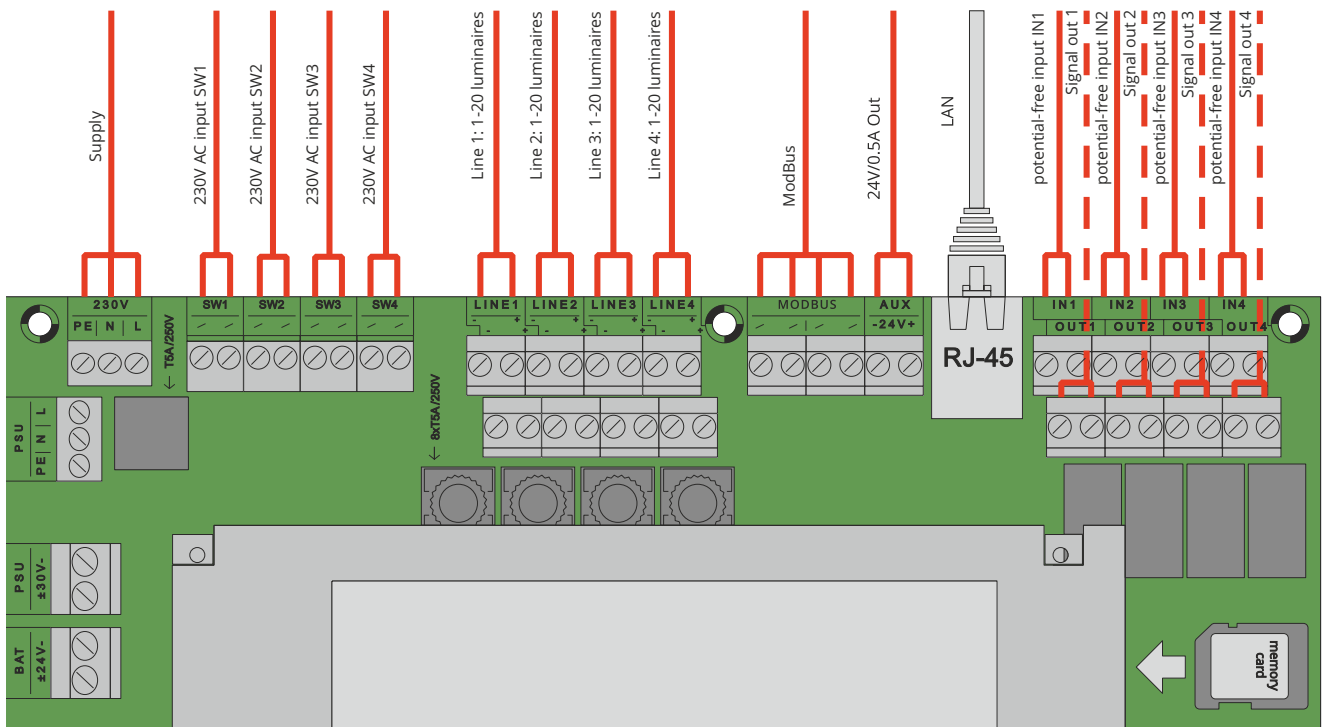 Supply
230V AC input SW1
230V AC input SW2
230V AC input SW3
230V AC input SW4
Line 1: 1-20 luminaires
Line 2: 1-20 luminaires
Line 3: 1-20 luminaires
Line 4: 1-20 luminaires
ModBus
24V/0.5A Out
LAN
potential-free input IN1
Signal out 1
potential-free input IN2
Signal out 2
potential-free input IN3
Signal out 3
potential-free input IN4
Signal out 4
230V
PE N L
T5A/250V
SW1
SW2
SW3
SW4
LINE1
- +
- +
LINE2
- +
- +
LINE3
- +
- +
LINE4
- +
- +
MODBUS
AUX
-24V+
RJ-45
IN1
IN2
IN3
IN4
OUT1
OUT2
OUT3
OUT4
8xT5A/250V
PSU
PE N L
PSU
±30V-
BAT
±24V-
memory
card